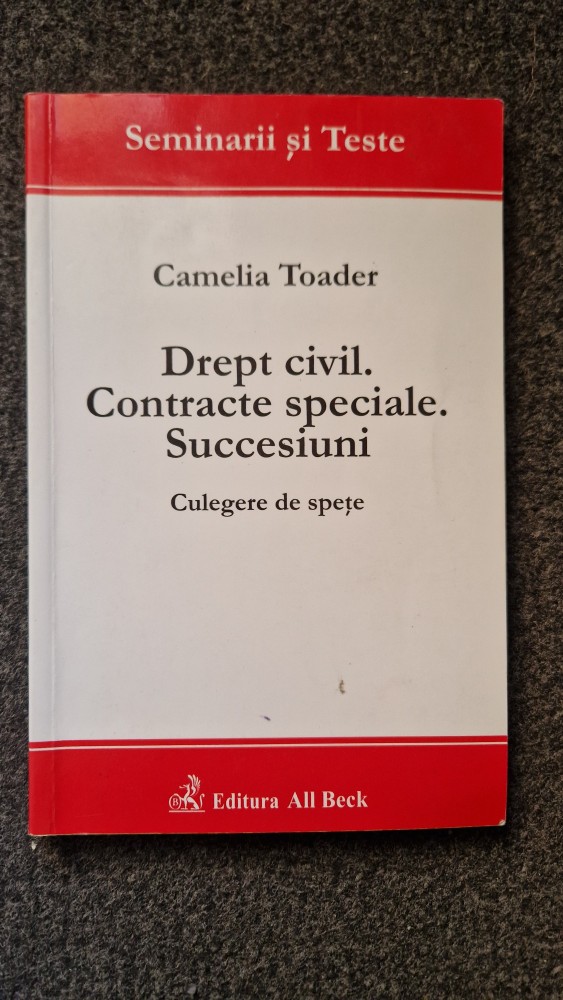 Seminarii și Teste
Camelia Toader
Drept civil.
Contracte speciale.
Succesiuni
Culegere de spețe
B Editura All Beck